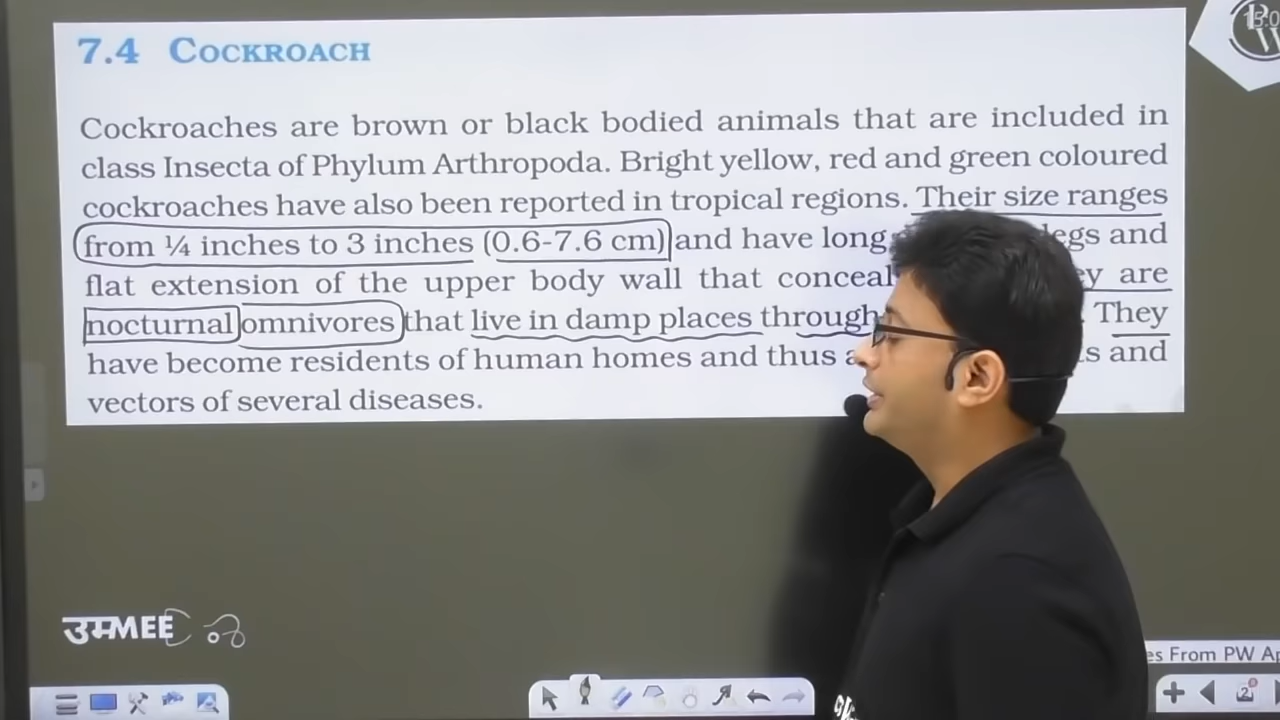 7.4 COCKROACH
Cockroaches are brown or black bodied animals that are included in
class Insecta of Phylum Arthropoda. Bright yellow, red and green coloured
cockroaches have also been reported in tropical regions. Their size ranges
from ¼ inches to 3 inches (0.6-7.6 cm) and have long legs and
flat extension of the upper body wall that are
nocturnal omnivores that live in damp places They
have become residents of human homes and thus and
vectors of several diseases.
उम्MEED
From PW